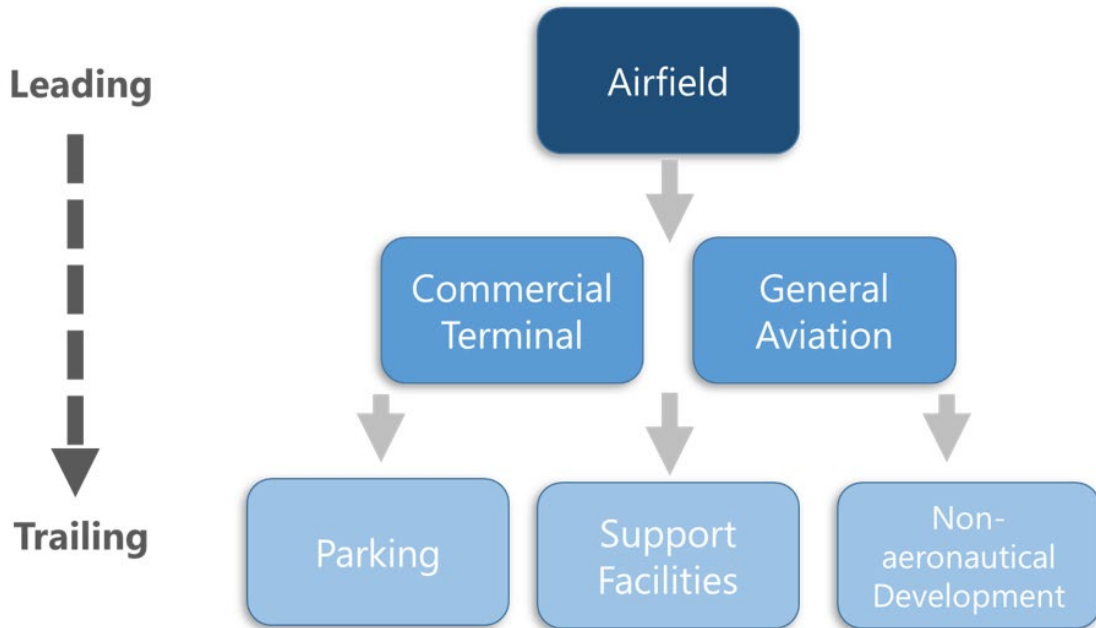 Leading
Airfield
Commercial
Terminal
General
Aviation
Trailing
Parking
Support
Facilities
Non-
aeronautical
Development